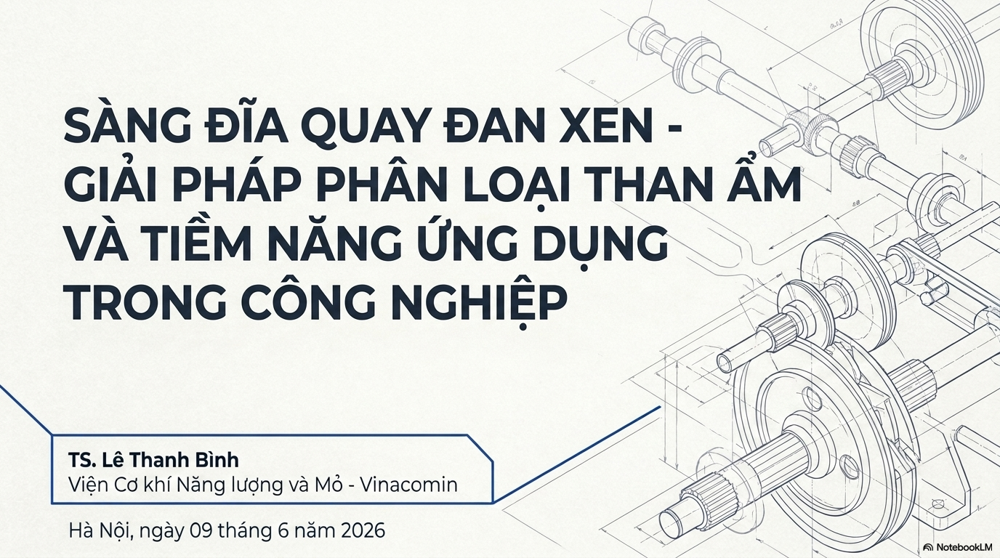 SÀNG ĐĨA QUAY ĐAN XEN -
GIẢI PHÁP PHÂN LOẠI THAN ẨM
VÀ TIỀM NĂNG ỨNG DỤNG
TRONG CÔNG NGHIỆP
TS. Lê Thanh Bình
Viện Cơ khí Năng lượng và Mỏ - Vinacomin
Hà Nội, ngày 09 tháng 6 năm 2026
NotebookLM